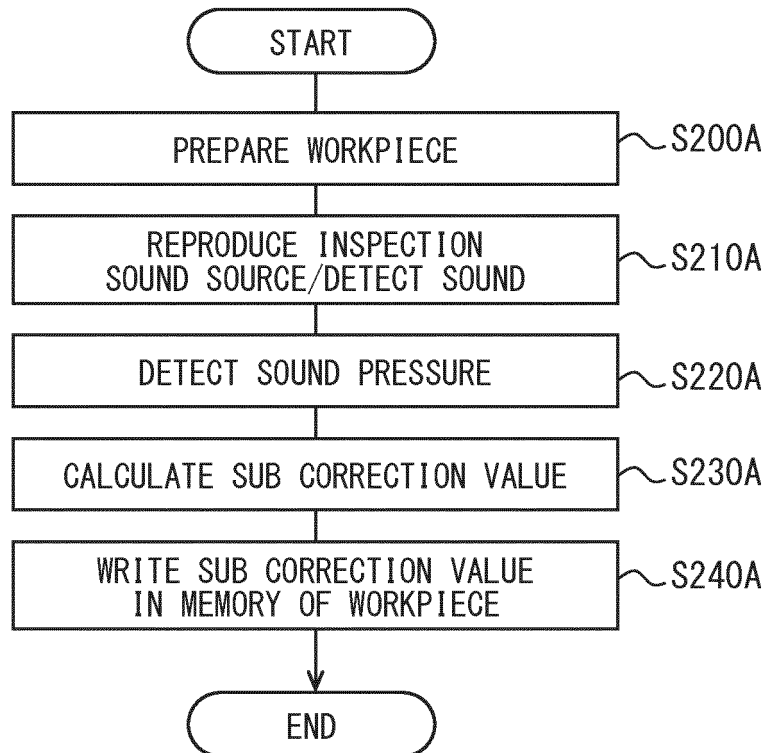 START
PREPARE WORKPIECE
S200A
REPRODUCE INSPECTION
SOUND SOURCE/DETECT SOUND
S210A
DETECT SOUND PRESSURE
S220A
CALCULATE SUB CORRECTION VALUE
S230A
WRITE SUB CORRECTION VALUE
IN MEMORY OF WORKPIECE
S240A
END